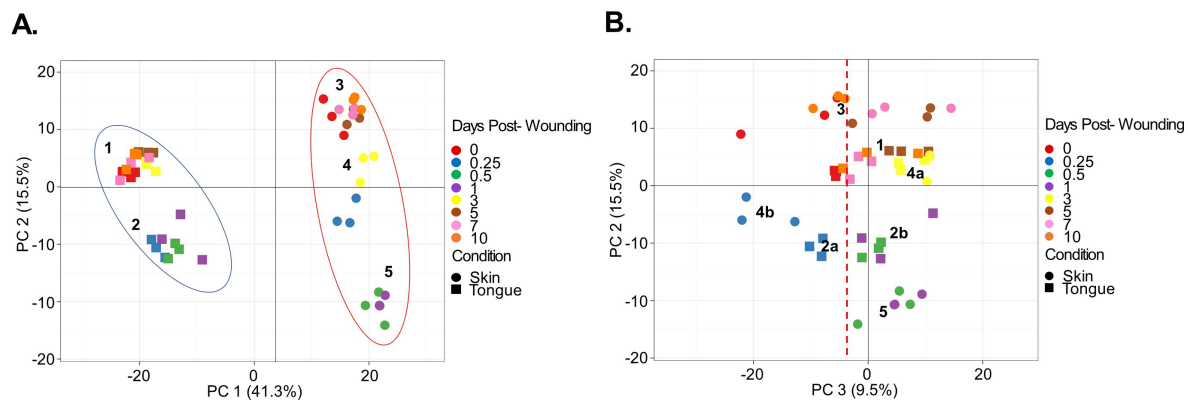 A.
20
10
0
-10
-20
PC 2 (15.5%)
1
2
3
4
5
-20
0
20
PC 1 (41.3%)
Days Post- Wounding
0
0.25
0.5
1
3
5
7
10
Condition
Skin
Tongue
B.
20
10
0
-10
-20
PC 2 (15.5%)
3
1
4a
4b
2a
2b
5
-20
0
20
PC 3 (9.5%)
Days Post- Wounding
0
0.25
0.5
1
3
5
7
10
Condition
Skin
Tongue